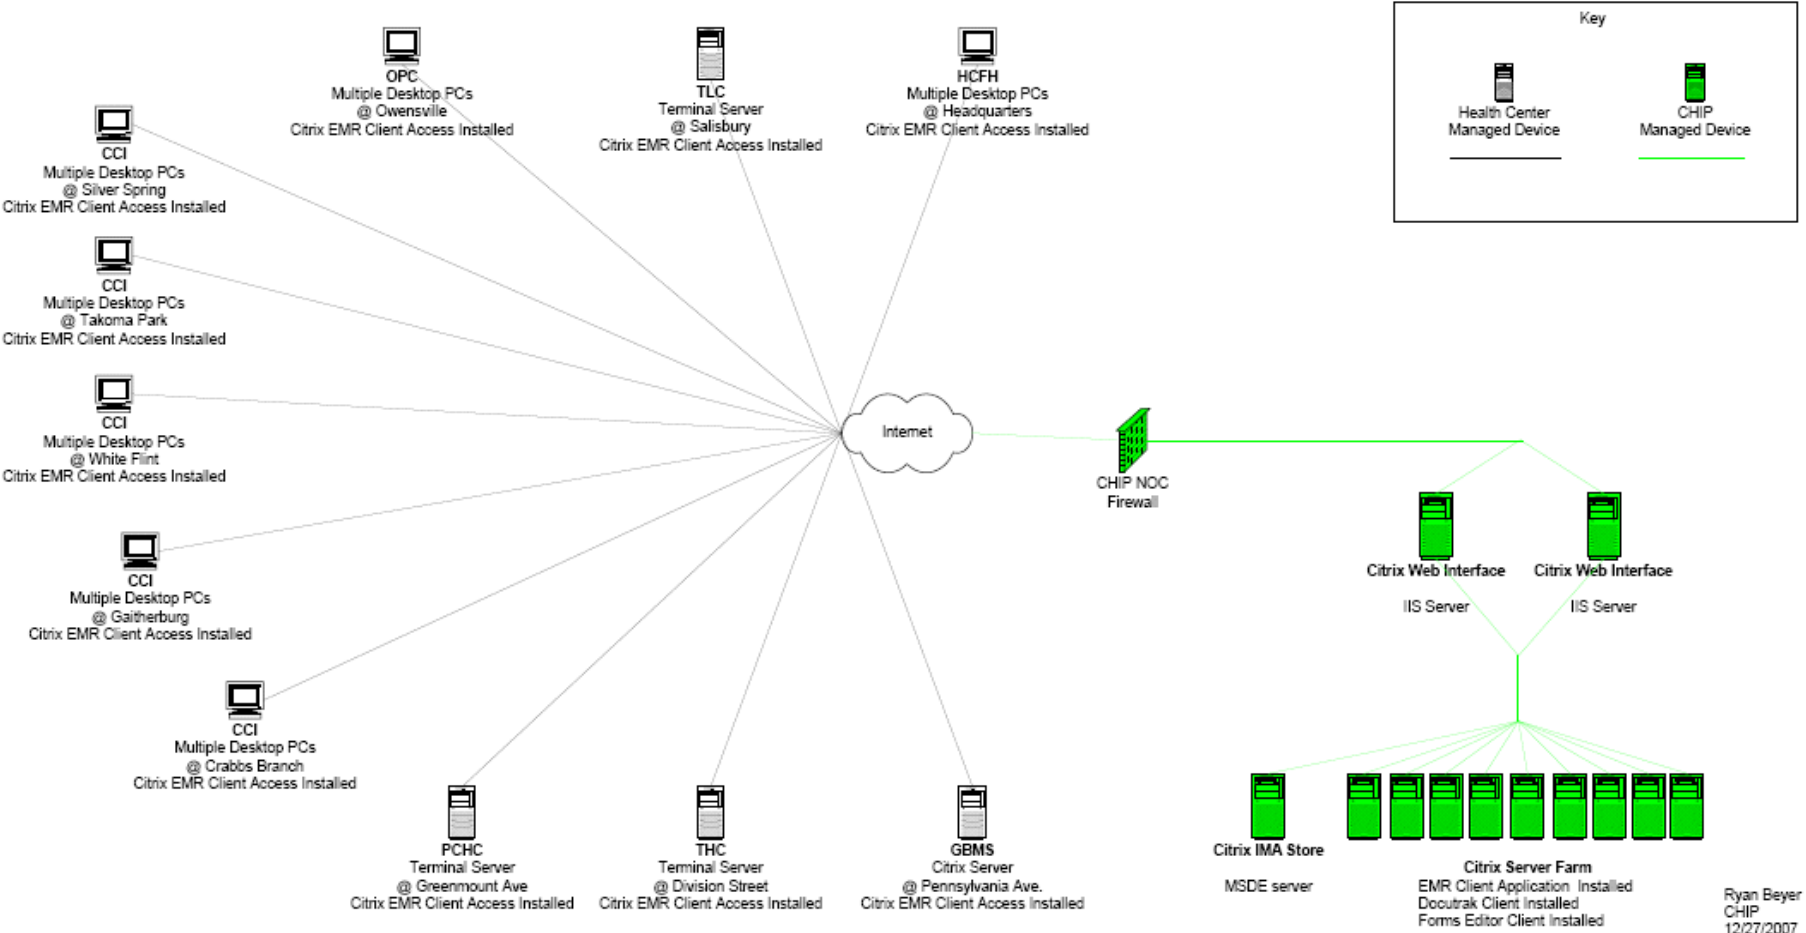 OPC
Multiple Desktop PCs
@ Owensville
Citrix EMR Client Access Installed
TLC
Terminal Server
@ Salisbury
Citrix EMR Client Access Installed
HCFH
Multiple Desktop PCs
@ Headquarters
Citrix EMR Client Access Installed
Key
Health Center
Managed Device
CHIP
Managed Device
CCI
Multiple Desktop PCs
@ Silver Spring
Citrix EMR Client Access Installed
CCI
Multiple Desktop PCs
@ Takoma Park
Citrix EMR Client Access Installed
CCI
Multiple Desktop PCs
@ White Flint
Citrix EMR Client Access Installed
CCI
Multiple Desktop PCs
@ Gaitherburg
Citrix EMR Client Access Installed
CCI
Multiple Desktop PCs
@ Crabbs Branch
Citrix EMR Client Access Installed
Internet
CHIP NOC
Firewall
Citrix Web Interface
IIS Server
Citrix Web Interface
IIS Server
PCHC
Terminal Server
@ Greenmount Ave
Citrix EMR Client Access Installed
THC
Terminal Server
@ Division Street
Citrix EMR Client Access Installed
GBMS
Citrix Server
@ Pennsylvania Ave.
Citrix EMR Client Access Installed
Citrix IMA Store
MSDE server
Citrix Server Farm
EMR Client Application Installed
Docutrak Client Installed
Forms Editor Client Installed
Ryan Beyer
CHIP
12/27/2007